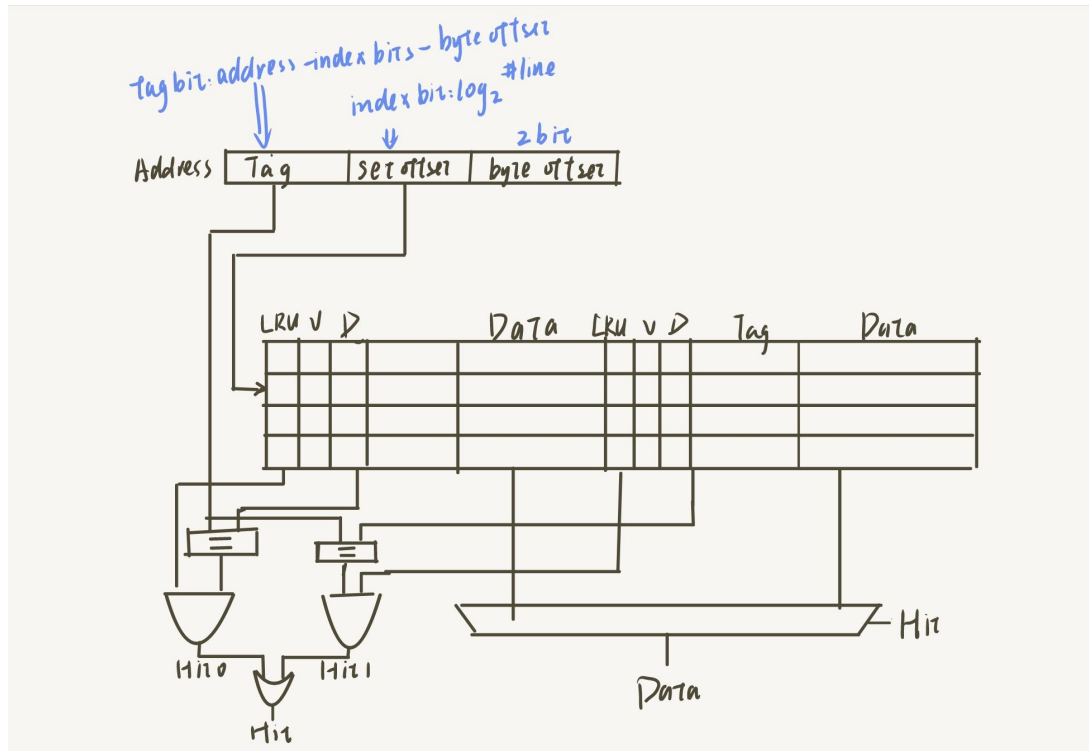 Tag bit: address - index bits - byte offset
index bit: log2 #line
2 bit
Address Tag set offset byte offset
LRU V D Data LRU V D Tag Data
= =
Hit0 Hit1 Hit
Data
Hit